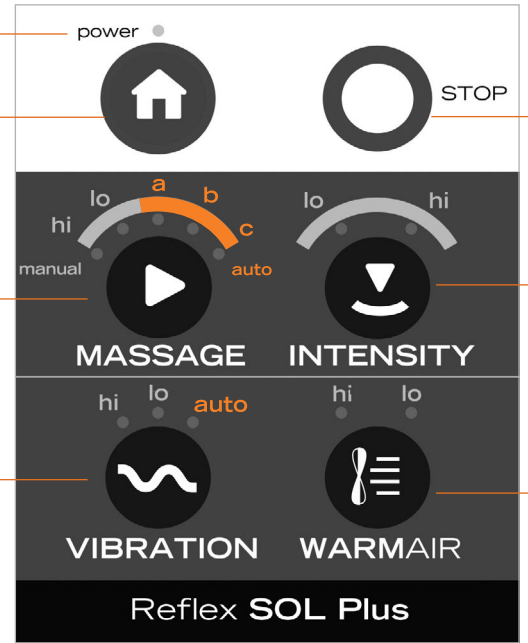 power
STOP
lo a b
hi c
manual auto
MASSAGE
lo hi
INTENSITY
hi lo auto
VIBRATION
hi lo
WARMAIR
Reflex SOL Plus